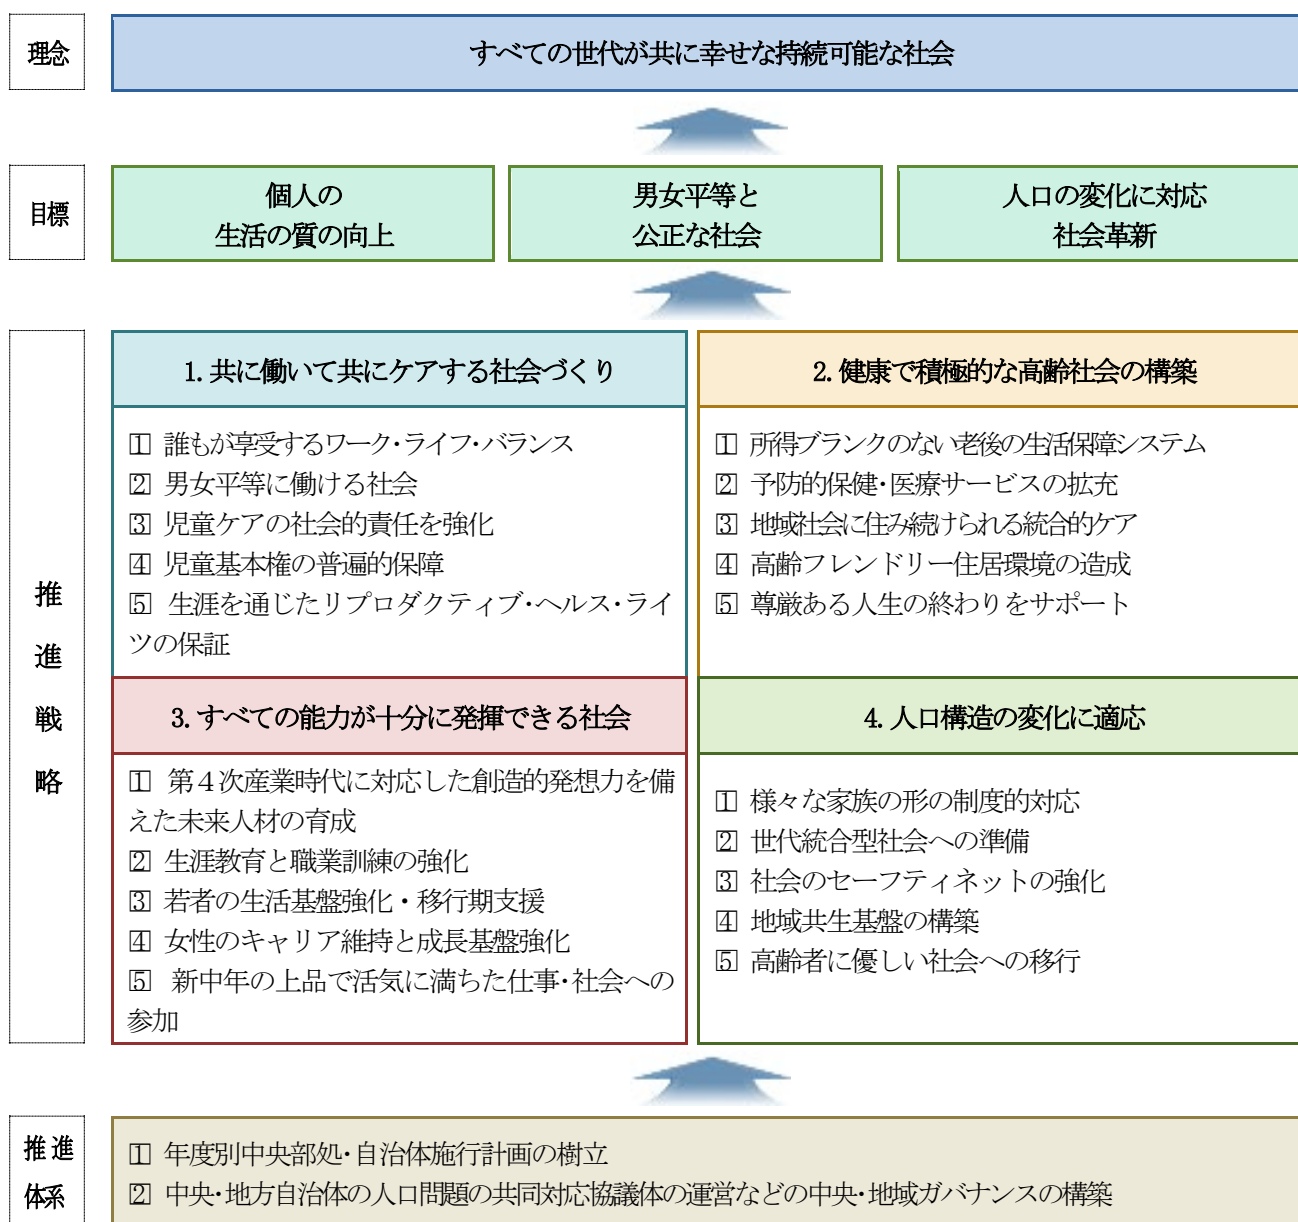 理念
すべての世代が共に幸せな持続可能な社会
目標
個人の
生活の質の向上
男女平等と
公正な社会
人口の変化に対応
社会革新
推
進
戦
略
1. 共に働いて共にケアする社会づくり
1 誰もが享受するワーク・ライフ・バランス
2 男女平等に働ける社会
3 児童ケアの社会的責任を強化
4 児童基本権の普遍的保障
5 生涯を通じたリプロダクティブ・ヘルス・ライ
ツの保証
2. 健康で積極的な高齢社会の構築
1 所得ブランクのない老後の生活保障システム
2 予防的保健・医療サービスの拡充
3 地域社会に住み続けられる統合的ケア
4 高齢フレンドリー住居環境の造成
5 尊厳ある人生の終わりをサポート
3. すべての能力が十分に発揮できる社会
1 第４次産業時代に対応した創造的発想力を備
えた未来人材の育成
2 生涯教育と職業訓練の強化
3 若者の生活基盤強化・移行期支援
4 女性のキャリア維持と成長基盤強化
5 新中年の上品で活気に満ちた仕事・社会への
参加
4. 人口構造の変化に適応
1 様々な家族の形の制度的対応
2 世代統合型社会への準備
3 社会のセーフティネットの強化
4 地域共生基盤の構築
5 高齢者に優しい社会への移行
推進
体系
1 年度別中央部処・自治体施行計画の樹立
2 中央・地方自治体の人口問題の共同対応協議体の運営などの中央・地域ガバナンスの構築